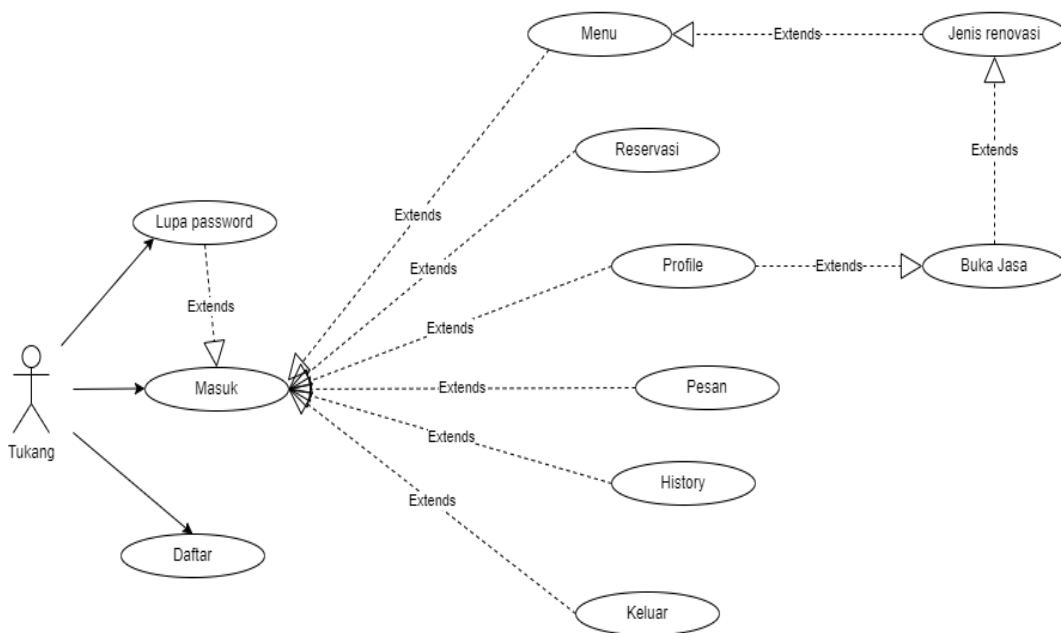 Menu
Extends
Jenis renovasi
Reservasi
Extends
Lupa password
Extends
Extends
Profile
Extends
Buka Jasa
Extends
Extends
Masuk
Extends
Pesan
Tukang
Extends
History
Extends
Daftar
Keluar